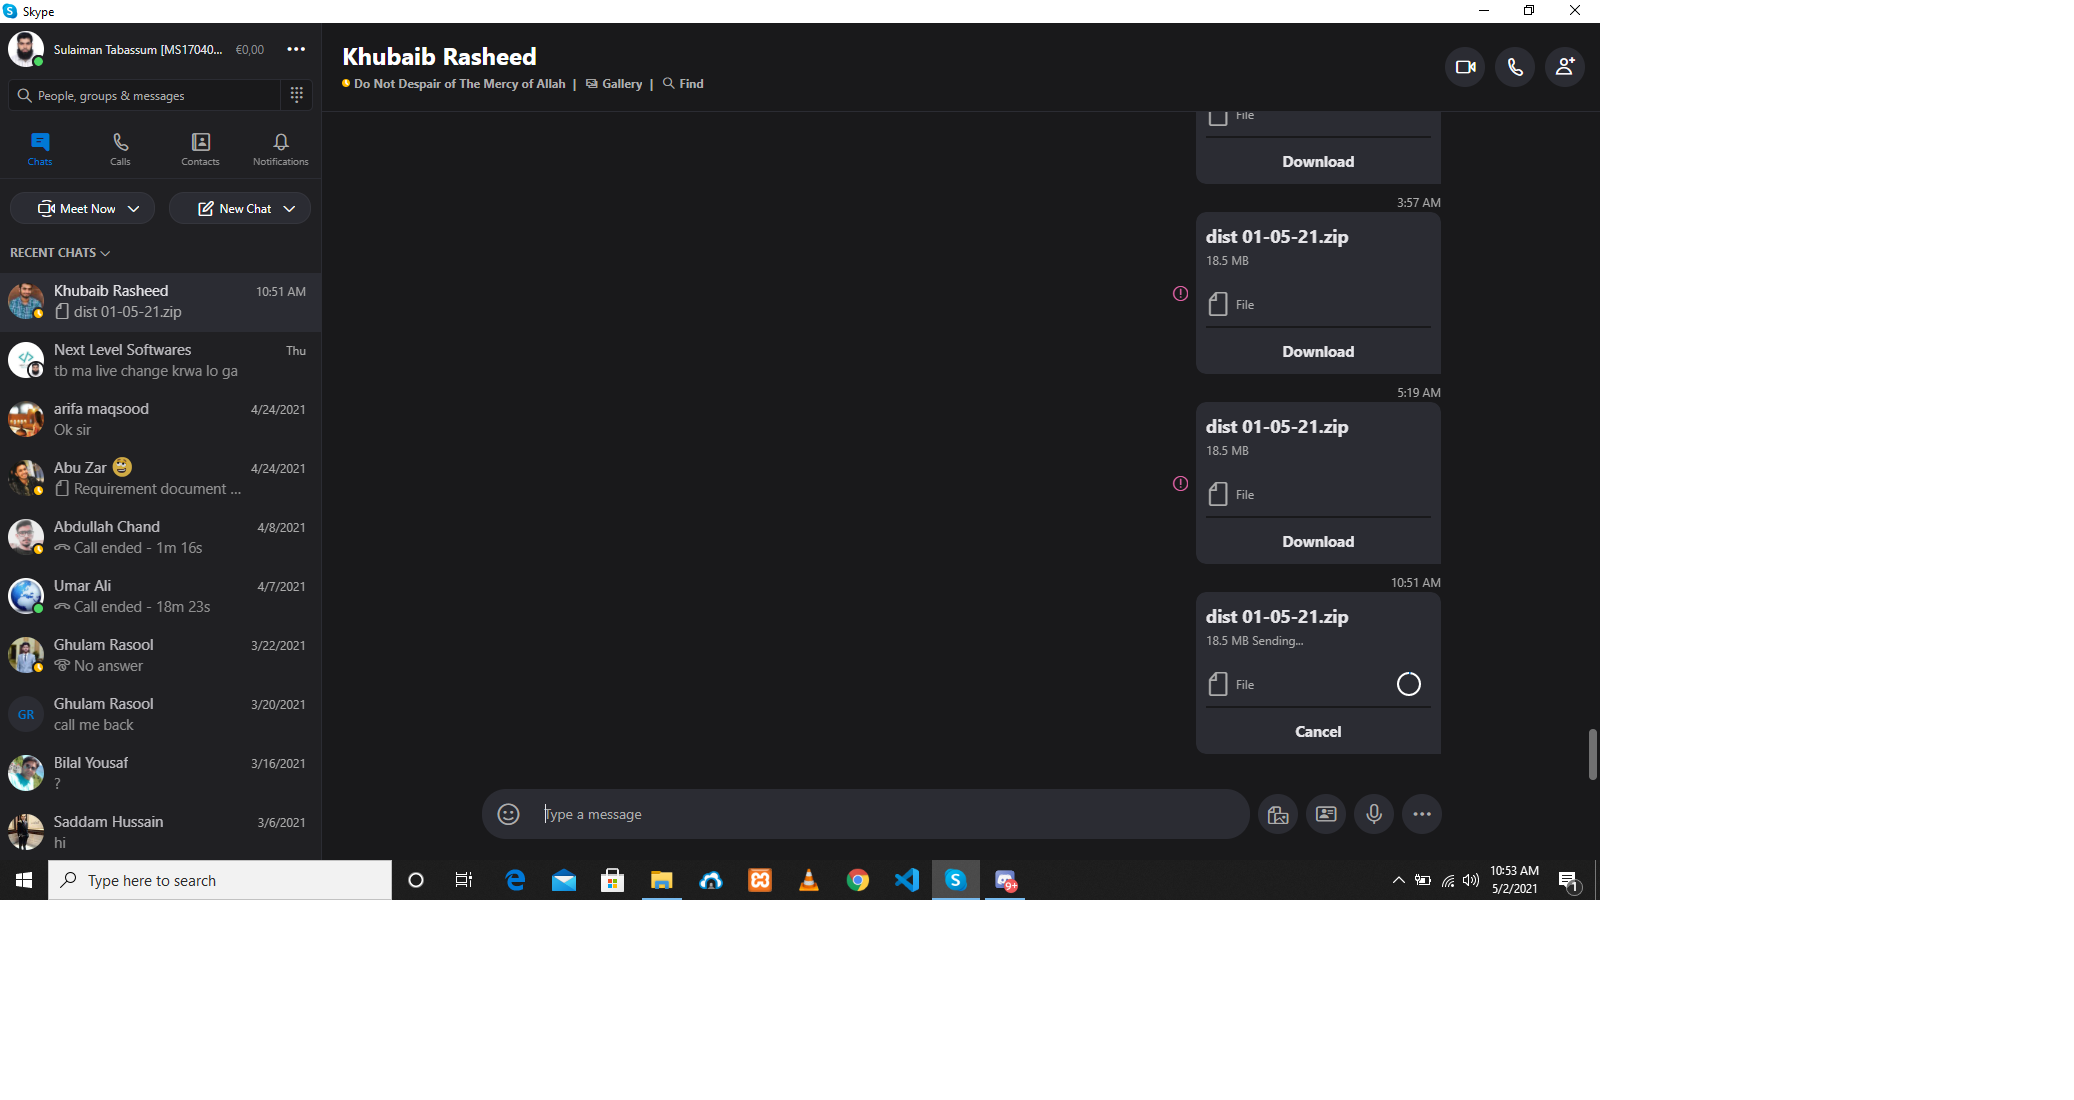 Skype
Sulaiman Tabassum [MS17040... €0,00
People, groups & messages
Chats Calls Contacts Notifications
Meet Now New Chat
RECENT CHATS
Khubaib Rasheed 10:51 AM
dist 01-05-21.zip
Next Level Softwares Thu
tb ma live change krwa lo ga
arifa maqsood 4/24/2021
Ok sir
Abu Zar 4/24/2021
Requirement document ...
Abdullah Chand 4/8/2021
Call ended - 1m 16s
Umar Ali 4/7/2021
Call ended - 18m 23s
Ghulam Rasool 3/22/2021
No answer
GR Ghulam Rasool 3/20/2021
call me back
Bilal Yousaf 3/16/2021
?
Saddam Hussain 3/6/2021
hi
Khubaib Rasheed
Do Not Despair of The Mercy of Allah | Gallery | Find
File
Download
3:57 AM
dist 01-05-21.zip
18.5 MB
File
Download
5:19 AM
dist 01-05-21.zip
18.5 MB
File
Download
10:51 AM
dist 01-05-21.zip
18.5 MB Sending...
File
Cancel
Type a message
Type here to search
9+
10:53 AM
5/2/2021
1